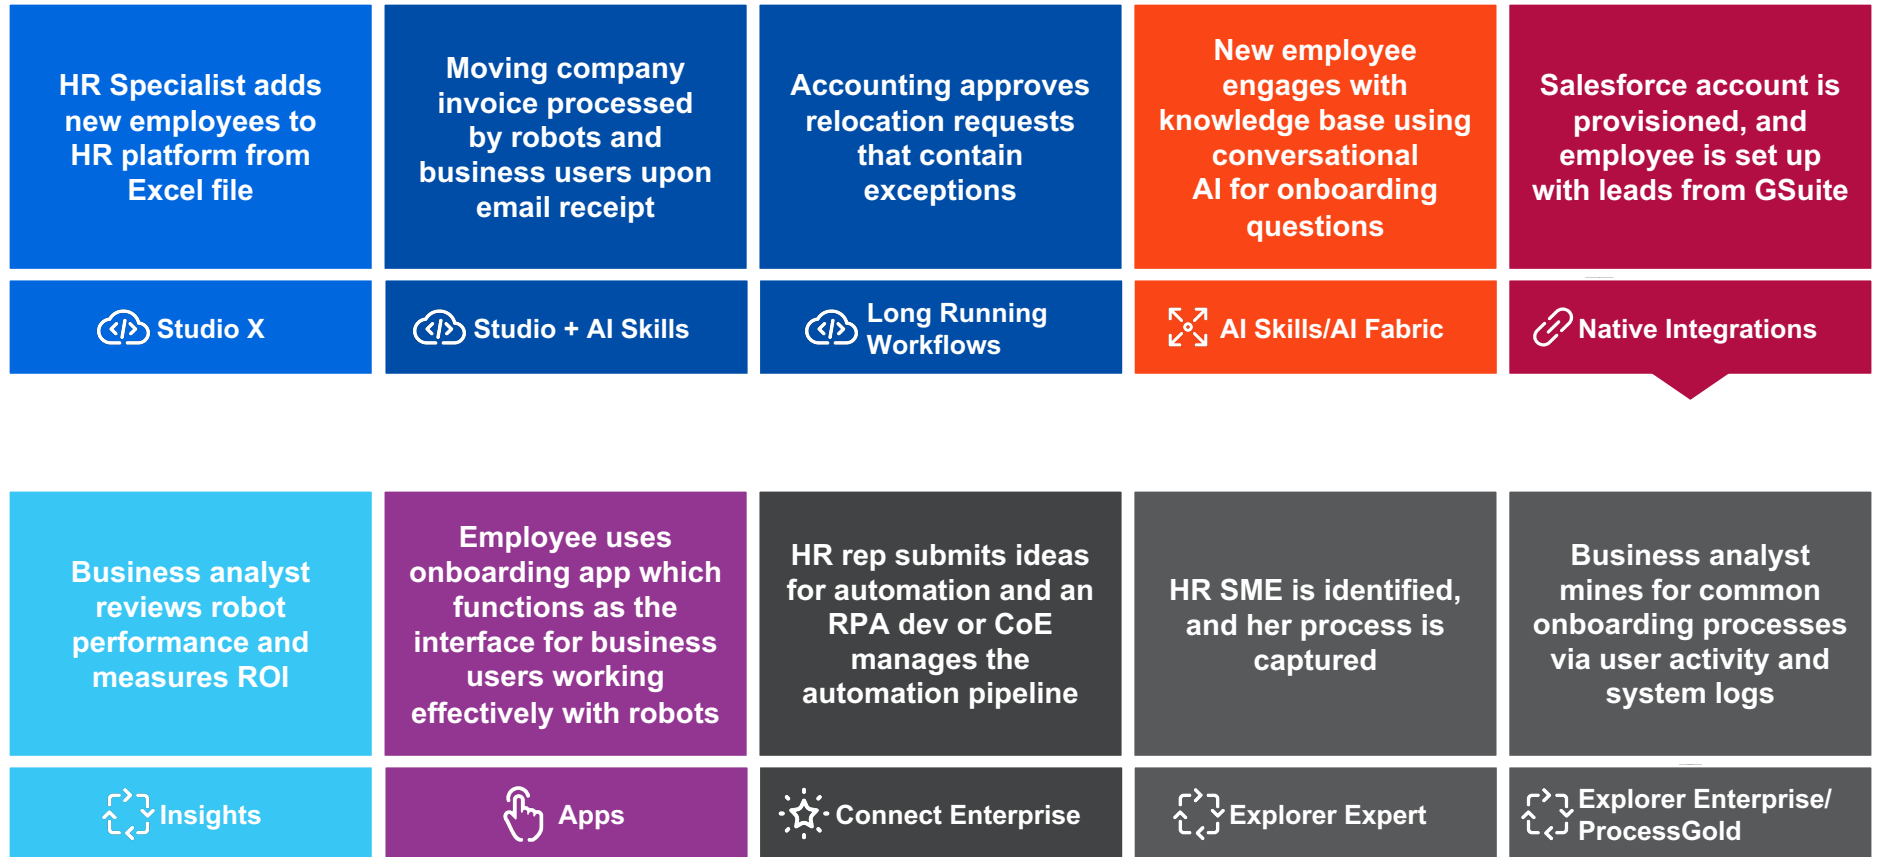 HR Specialist adds
new employees to
HR platform from
Excel file
Moving company
invoice processed
by robots and
business users upon
email receipt
Accounting approves
relocation requests
that contain
exceptions
New employee
engages with
knowledge base using
conversational
AI for onboarding
questions
Salesforce account is
provisioned, and
employee is set up
with leads from GSuite
Studio X
Studio + AI Skills
Long Running
Workflows
AI Skills/AI Fabric
Native Integrations
Business analyst
reviews robot
performance and
measures ROI
Employee uses
onboarding app which
functions as the
interface for business
users working
effectively with robots
HR rep submits ideas
for automation and an
RPA dev or CoE
manages the
automation pipeline
HR SME is identified,
and her process is
captured
Business analyst
mines for common
onboarding processes
via user activity and
system logs
Insights
Apps
Connect Enterprise
Explorer Expert
Explorer Enterprise/
ProcessGold